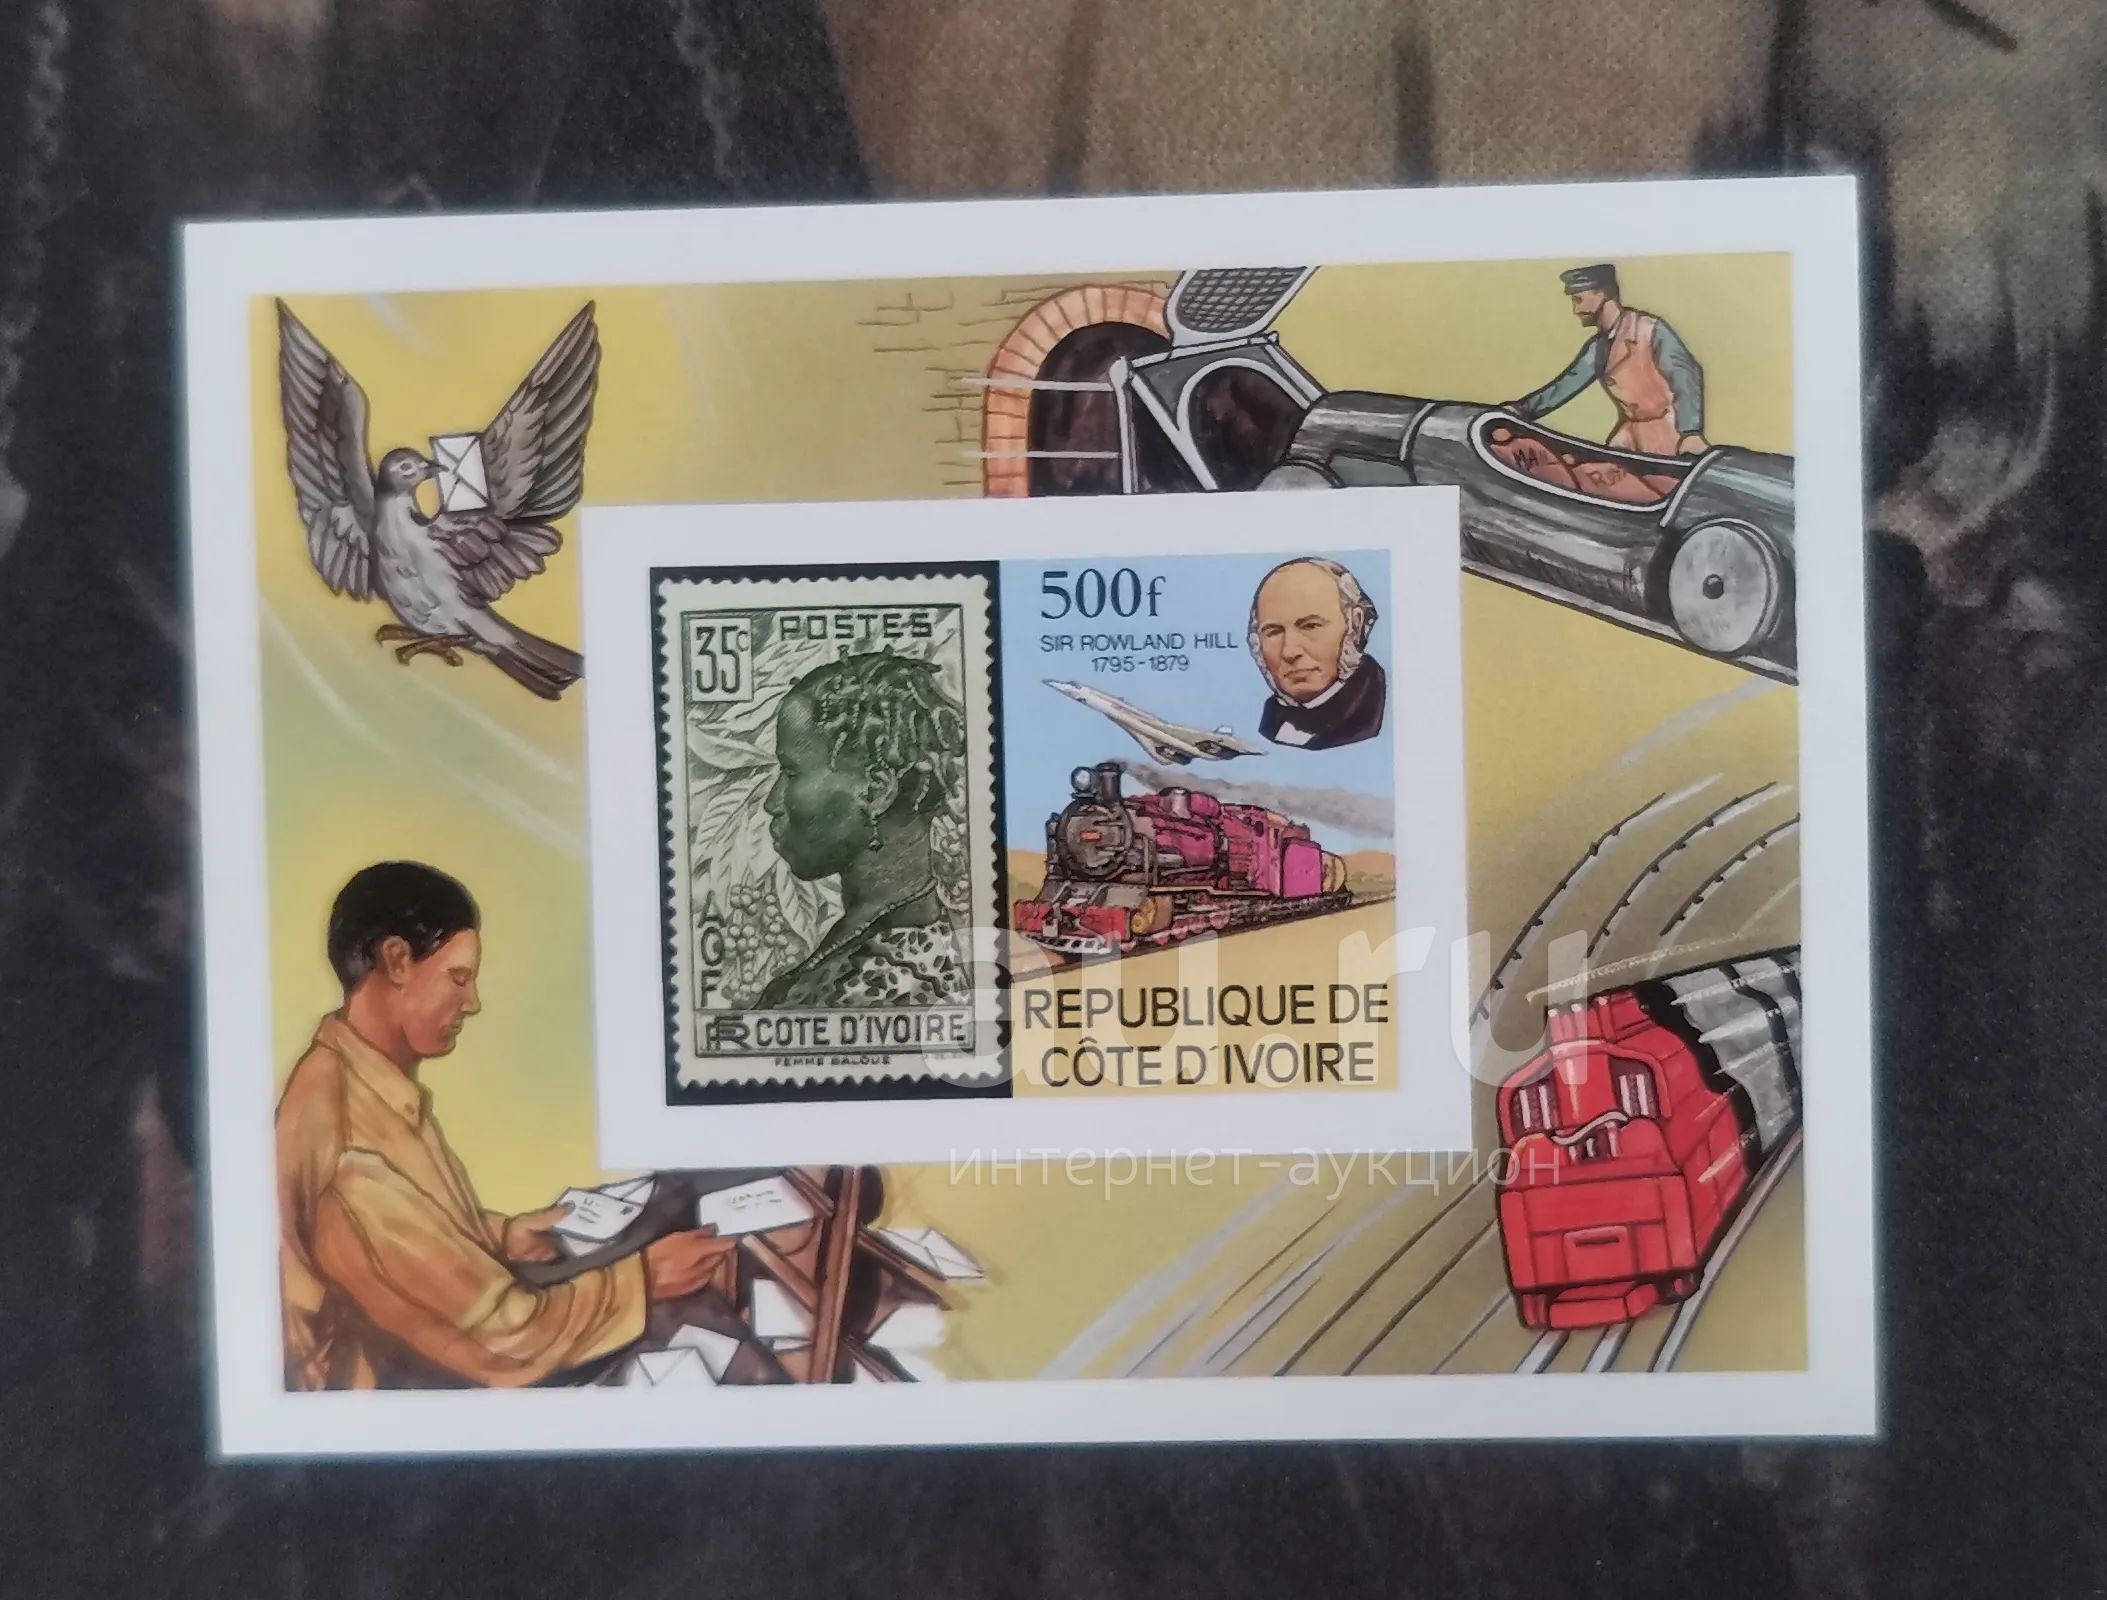 35c
POSTES
RF
AOF
COTE D'IVOIRE
FEMME BAOULE
500f
SIR ROWLAND HILL
1795-1879
REPUBLIQUE DE
CÔTE D'IVOIRE
MAIL
au.ru
интернет-аукцион